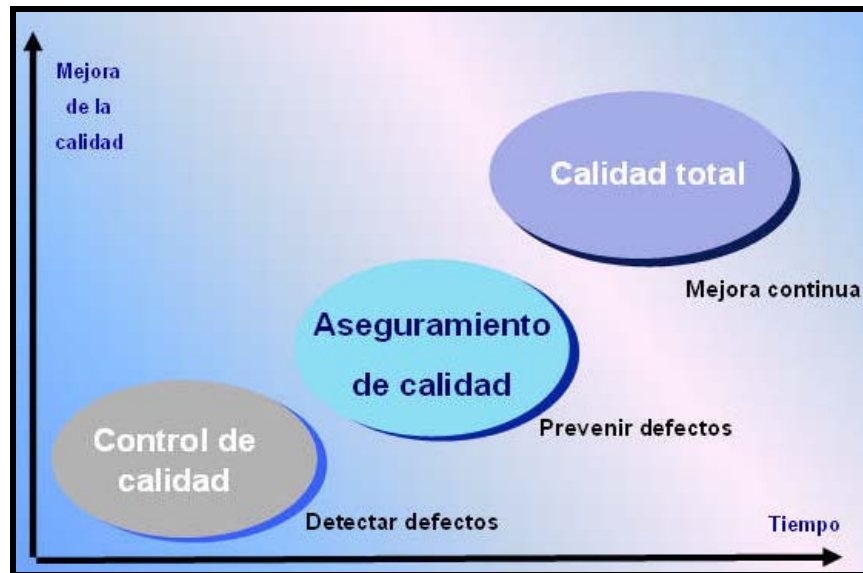 Mejora
de la
calidad
Calidad total
Mejora continua
Aseguramiento
de calidad
Prevenir defectos
Control de
calidad
Detectar defectos
Tiempo